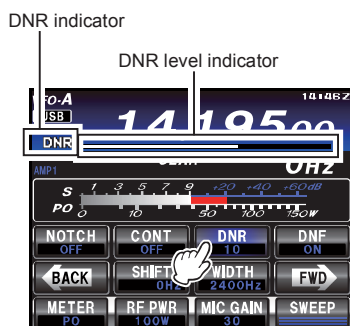 DNR indicator
DNR level indicator
VFO-A
14.195.00
USB
DNR
AMP1
0Hz
S 1 3 5 7 9 +20 +40 +60dB
PO 0 10 50 100 150W
NOTCH CONT DNR DNF
OFF OFF 10 ON
BACK SHIFT WIDTH FWD
0Hz 2400Hz
METER RF PWR MIC GAIN SWEEP
PO 100W 30